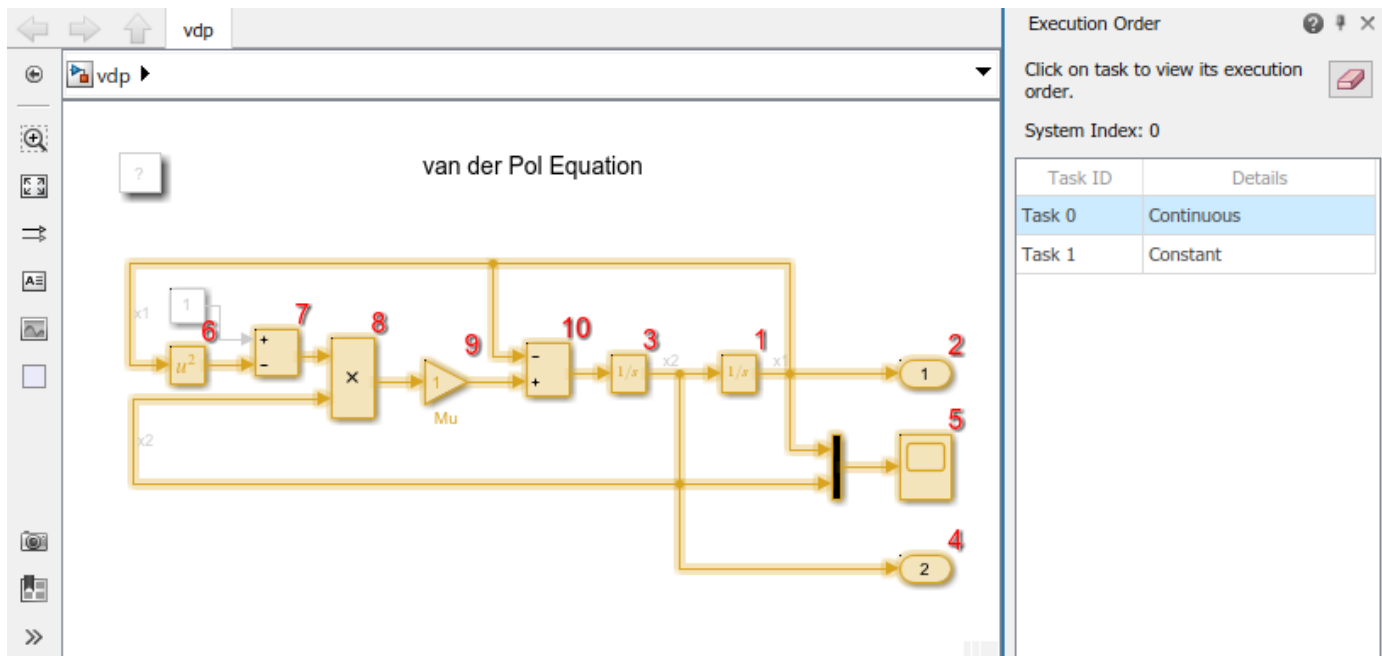 vdp
Execution Order
vdp
Click on task to view its execution order.
System Index: 0
Task ID Details
Task 0 Continuous
Task 1 Constant
van der Pol Equation
?
x1
1
6
7
8
9
10
3
1
2
+
−
u²
×
1
Mu
−
+
1/s
x2
1/s
x1
1
5
x2
4
2